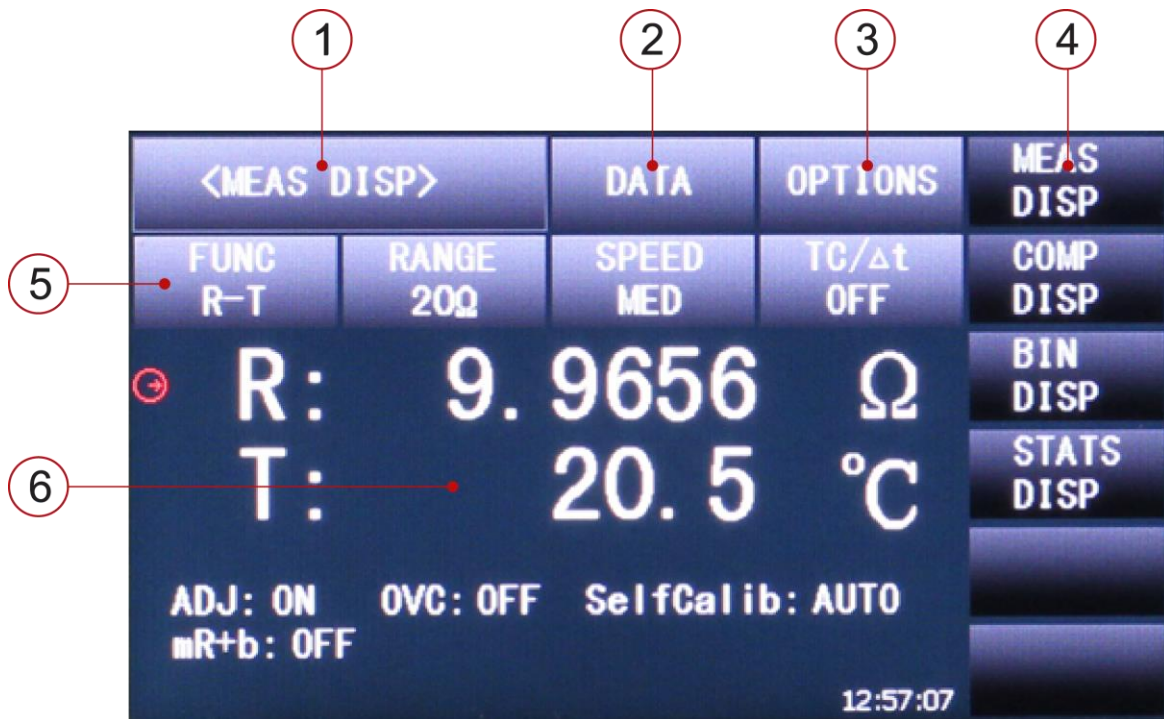 1 2 3 4
<MEAS DISP> DATA OPTIONS MEAS DISP
5
FUNC RANGE SPEED TC/Δt COMP
R-T 20Ω MED OFF DISP
R: 9.9656 Ω BIN DISP
6
T: 20.5 ℃ STATS DISP
ADJ: ON OVC: OFF SelfCalib: AUTO
mR+b: OFF
12:57:07